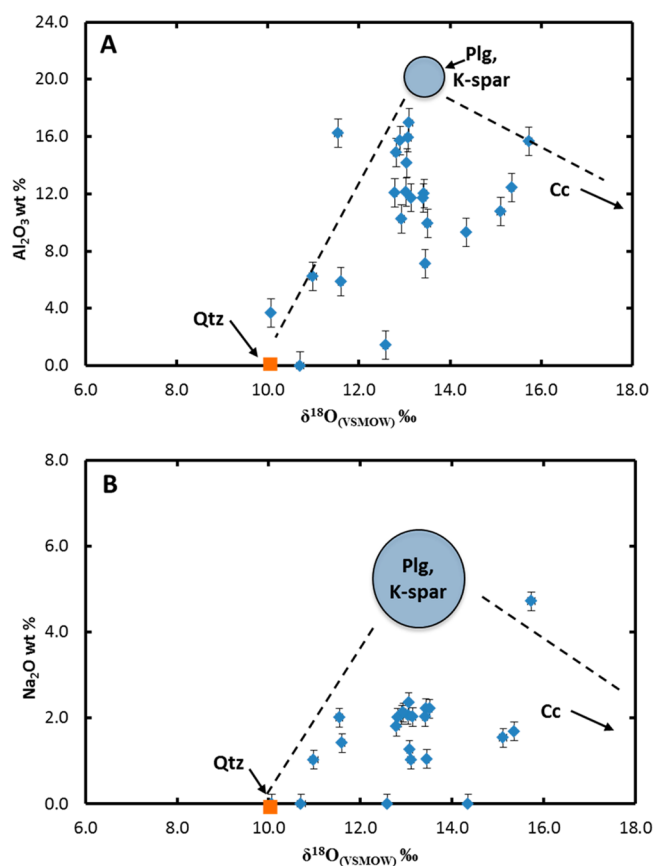 24.0
A
Plg,
K-spar
20.0
16.0
12.0
8.0
4.0
0.0
Al₂O₃ wt %
Cc
Qtz
6.0 8.0 10.0 12.0 14.0 16.0 18.0
δ¹⁸O(VSMOW) ‰
8.0
B
6.0
Plg,
K-spar
4.0
2.0
0.0
Na₂O wt %
Cc
Qtz
6.0 8.0 10.0 12.0 14.0 16.0 18.0
δ¹⁸O(VSMOW) ‰